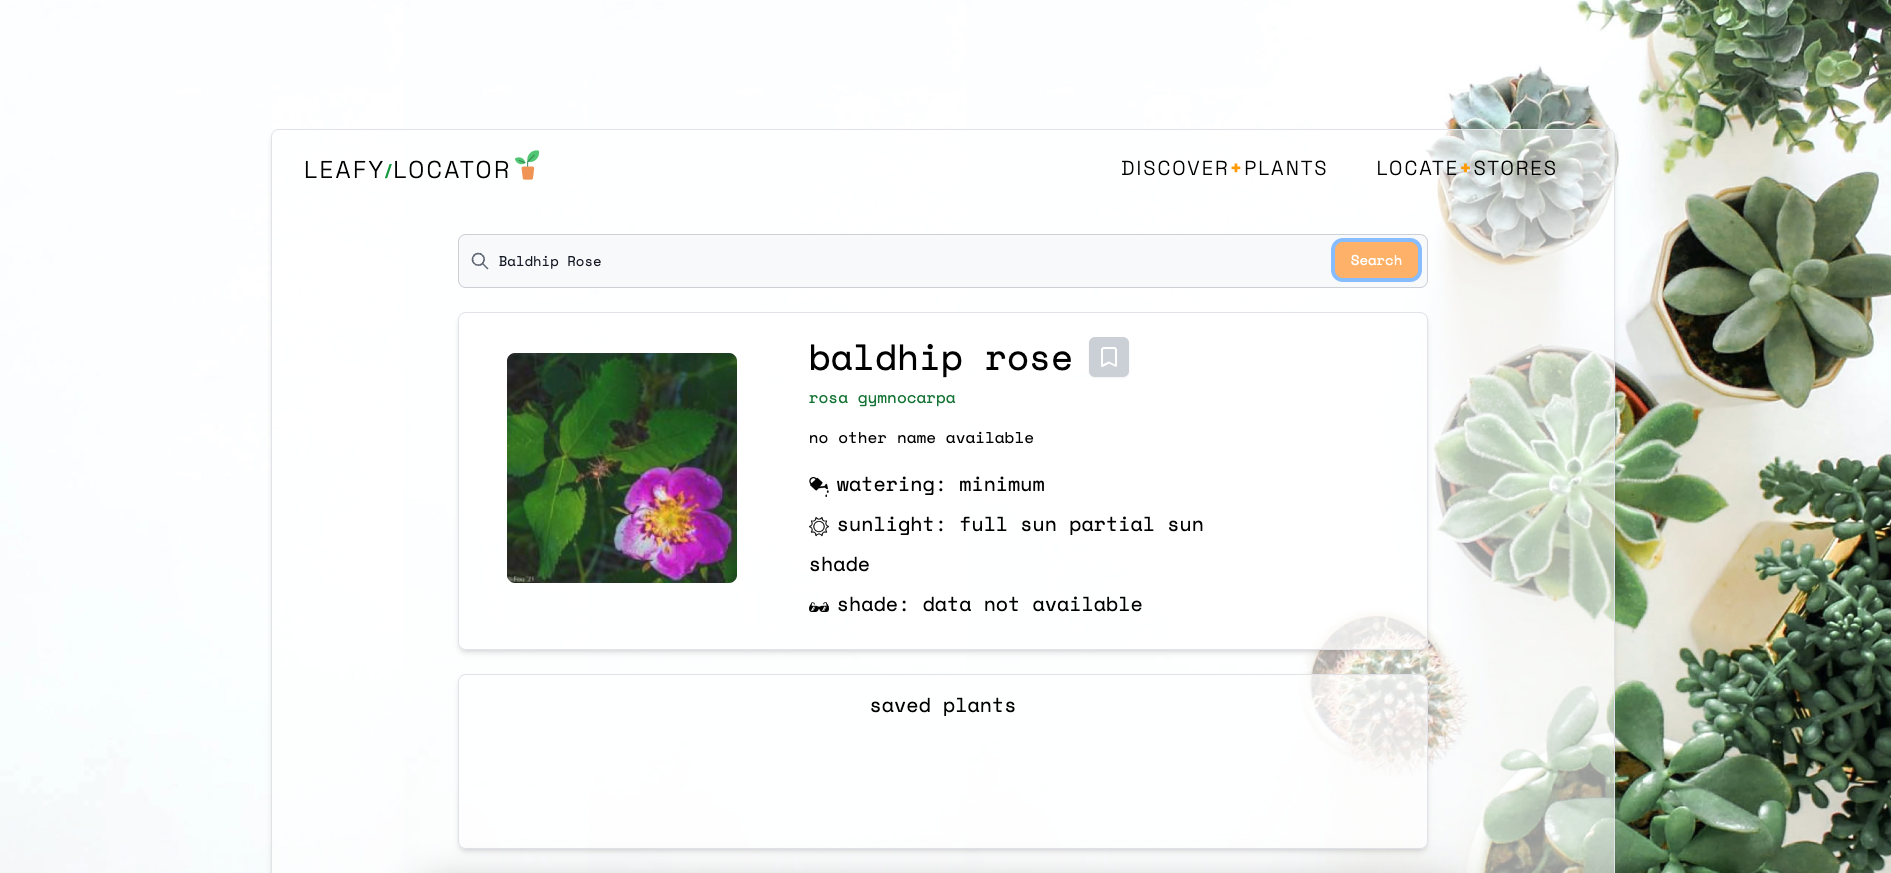 LEAFY/LOCATOR
DISCOVER+PLANTS
LOCATE+STORES
Baldhip Rose
Search
baldhip rose
rosa gymnocarpa
no other name available
watering: minimum
sunlight: full sun partial sun
shade
shade: data not available
saved plants